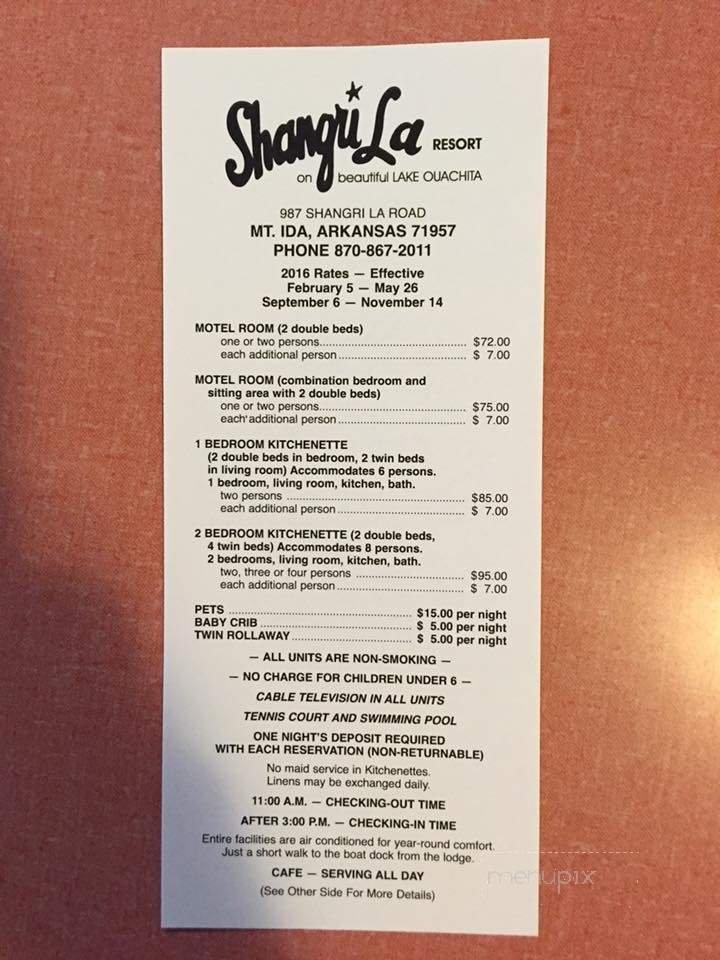 Shangri La RESORT
on beautiful LAKE OUACHITA
987 SHANGRI LA ROAD
MT. IDA, ARKANSAS 71957
PHONE 870-867-2011
2016 Rates — Effective
February 5 — May 26
September 6 — November 14
MOTEL ROOM (2 double beds)
one or two persons............................................ $72.00
each additional person...................................... $ 7.00
MOTEL ROOM (combination bedroom and
sitting area with 2 double beds)
one or two persons............................................ $75.00
each additional person...................................... $ 7.00
1 BEDROOM KITCHENETTE
(2 double beds in bedroom, 2 twin beds
in living room) Accommodates 6 persons.
1 bedroom, living room, kitchen, bath.
two persons ..................................................... $85.00
each additional person...................................... $ 7.00
2 BEDROOM KITCHENETTE (2 double beds,
4 twin beds) Accommodates 8 persons.
2 bedrooms, living room, kitchen, bath.
two, three or four persons ................................ $95.00
each additional person...................................... $ 7.00
PETS ....................................................... $15.00 per night
BABY CRIB.............................................. $ 5.00 per night
TWIN ROLLAWAY.................................... $ 5.00 per night
— ALL UNITS ARE NON-SMOKING —
— NO CHARGE FOR CHILDREN UNDER 6 —
CABLE TELEVISION IN ALL UNITS
TENNIS COURT AND SWIMMING POOL
ONE NIGHT'S DEPOSIT REQUIRED
WITH EACH RESERVATION (NON-RETURNABLE)
No maid service in Kitchenettes.
Linens may be exchanged daily.
11:00 A.M. — CHECKING-OUT TIME
AFTER 3:00 P.M. — CHECKING-IN TIME
Entire facilities are air conditioned for year-round comfort.
Just a short walk to the boat dock from the lodge.
CAFE — SERVING ALL DAY
(See Other Side For More Details)
menupix